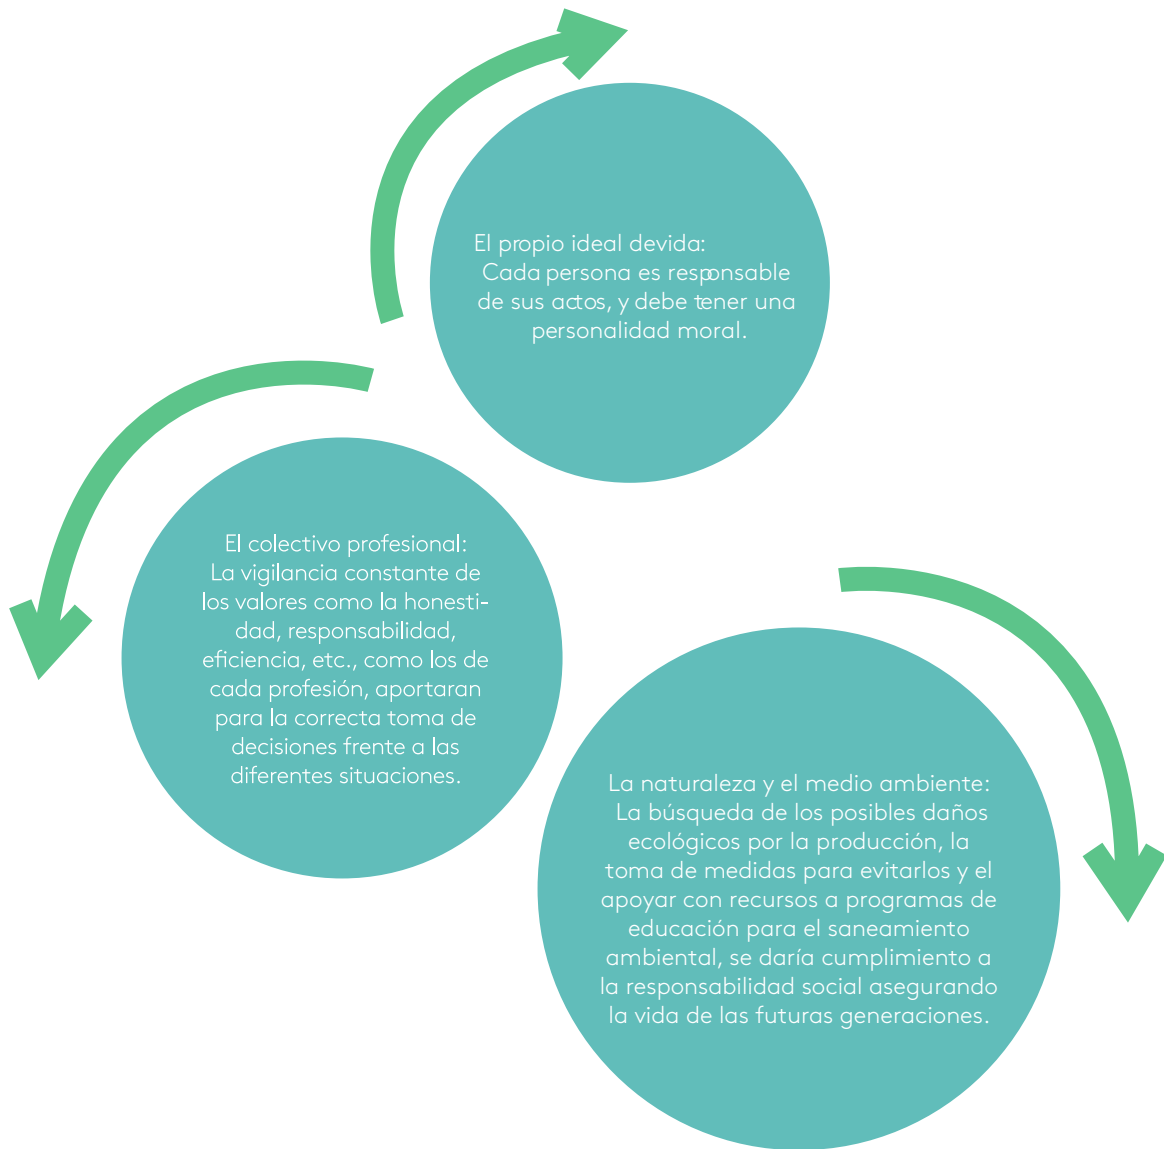 El propio ideal devida:
Cada persona es responsable
de sus actos, y debe tener una
personalidad moral.
El colectivo profesional:
La vigilancia constante de
los valores como la honesti-
dad, responsabilidad,
eficiencia, etc., como los de
cada profesión, aportaran
para la correcta toma de
decisiones frente a las
diferentes situaciones.
La naturaleza y el medio ambiente:
La búsqueda de los posibles daños
ecológicos por la producción, la
toma de medidas para evitarlos y el
apoyar con recursos a programas de
educación para el saneamiento
ambiental, se daría cumplimiento a
la responsabilidad social asegurando
la vida de las futuras generaciones.